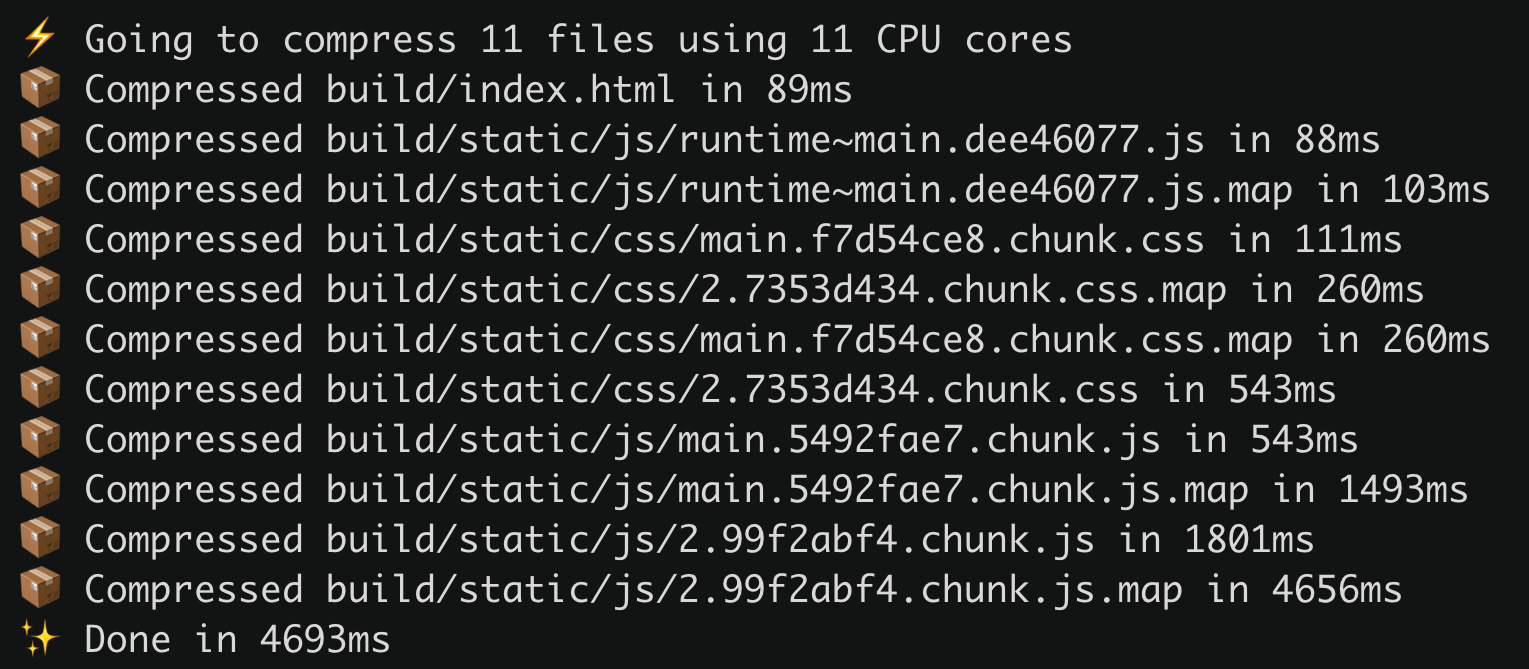 ⚡ Going to compress 11 files using 11 CPU cores
📦 Compressed build/index.html in 89ms
📦 Compressed build/static/js/runtime~main.dee46077.js in 88ms
📦 Compressed build/static/js/runtime~main.dee46077.js.map in 103ms
📦 Compressed build/static/css/main.f7d54ce8.chunk.css in 111ms
📦 Compressed build/static/css/2.7353d434.chunk.css.map in 260ms
📦 Compressed build/static/css/main.f7d54ce8.chunk.css.map in 260ms
📦 Compressed build/static/css/2.7353d434.chunk.css in 543ms
📦 Compressed build/static/js/main.5492fae7.chunk.js in 543ms
📦 Compressed build/static/js/main.5492fae7.chunk.js.map in 1493ms
📦 Compressed build/static/js/2.99f2abf4.chunk.js in 1801ms
📦 Compressed build/static/js/2.99f2abf4.chunk.js.map in 4656ms
✨ Done in 4693ms